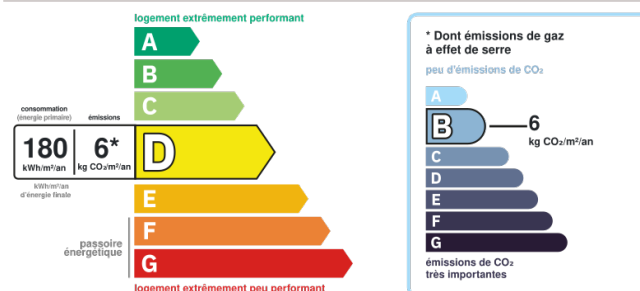 logement extrêmement performant
A
B
C
consommation
(énergie primaire)
émissions
180
kWh/m²/an
6*
kg CO₂/m²/an
D
kWh/m²/an
d'énergie finale
E
F
passoire
énergétique
G
logement extrêmement peu performant
* Dont émissions de gaz
à effet de serre
peu d'émissions de CO₂
A
B
6
kg CO₂/m²/an
C
D
E
F
G
émissions de CO₂
très importantes